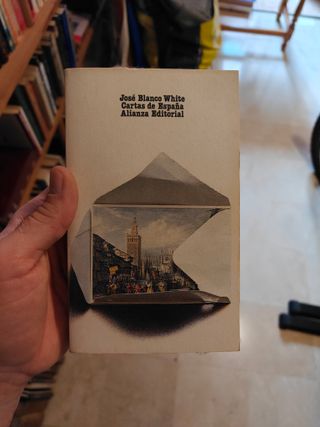 José Blanco White
Cartas de España
Alianza Editorial